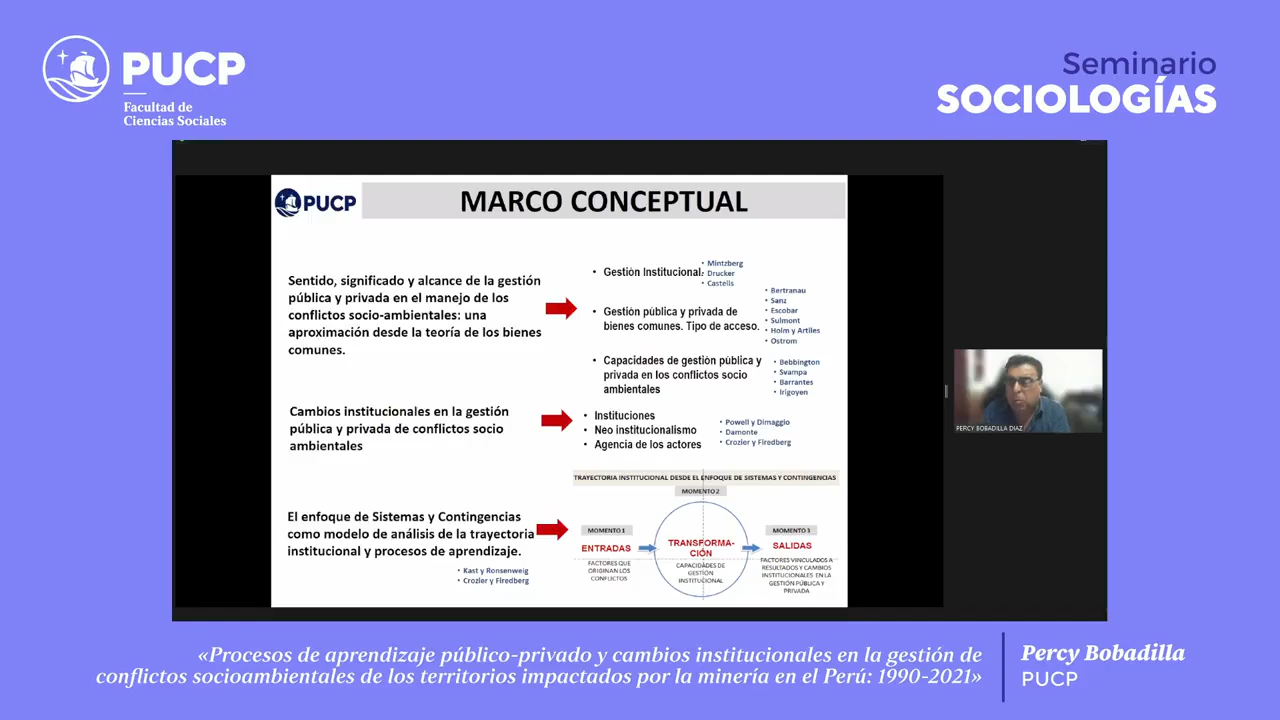 PUCP
Facultad de
Ciencias Sociales
Seminario
SOCIOLOGÍAS
PUCP
MARCO CONCEPTUAL
Sentido, significado y alcance de la gestión
pública y privada en el manejo de los
conflictos socio-ambientales: una
aproximación desde la teoría de los bienes
comunes.
• Gestión Institucional.
• Mintzberg
• Drucker
• Castells
• Gestión pública y privada de
bienes comunes. Tipo de acceso.
• Bertranau
• Sanz
• Escobar
• Sulmont
• Holm y Artiles
• Ostrom
• Capacidades de gestión pública y
privada en los conflictos socio
ambientales
• Bebbington
• Svampa
• Barrantes
• Irigoyen
Cambios institucionales en la gestión
pública y privada de conflictos socio
ambientales
• Instituciones
• Neo institucionalismo
• Agencia de los actores
• Powell y Dimaggio
• Damonte
• Crozier y Firedberg
El enfoque de Sistemas y Contingencias
como modelo de análisis de la trayectoria
institucional y procesos de aprendizaje.
• Kast y Ronsenweig
• Crozier y Firedberg
TRAYECTORIA INSTITUCIONAL DESDE EL ENFOQUE DE SISTEMAS Y CONTINGENCIAS
MOMENTO 1
ENTRADAS
FACTORES QUE
ORIGINAN LOS
CONFLICTOS
MOMENTO 2
TRANSFORMA-
CIÓN
CAPACIDADES DE
GESTIÓN
INSTITUCIONAL
MOMENTO 3
SALIDAS
FACTORES VINCULADOS A
RESULTADOS Y CAMBIOS
INSTITUCIONALES EN LA
GESTIÓN PÚBLICA Y
PRIVADA
PERCY BOBADILLA DIAZ
«Procesos de aprendizaje público-privado y cambios institucionales en la gestión de
conflictos socioambientales de los territorios impactados por la minería en el Perú: 1990-2021»
Percy Bobadilla
PUCP